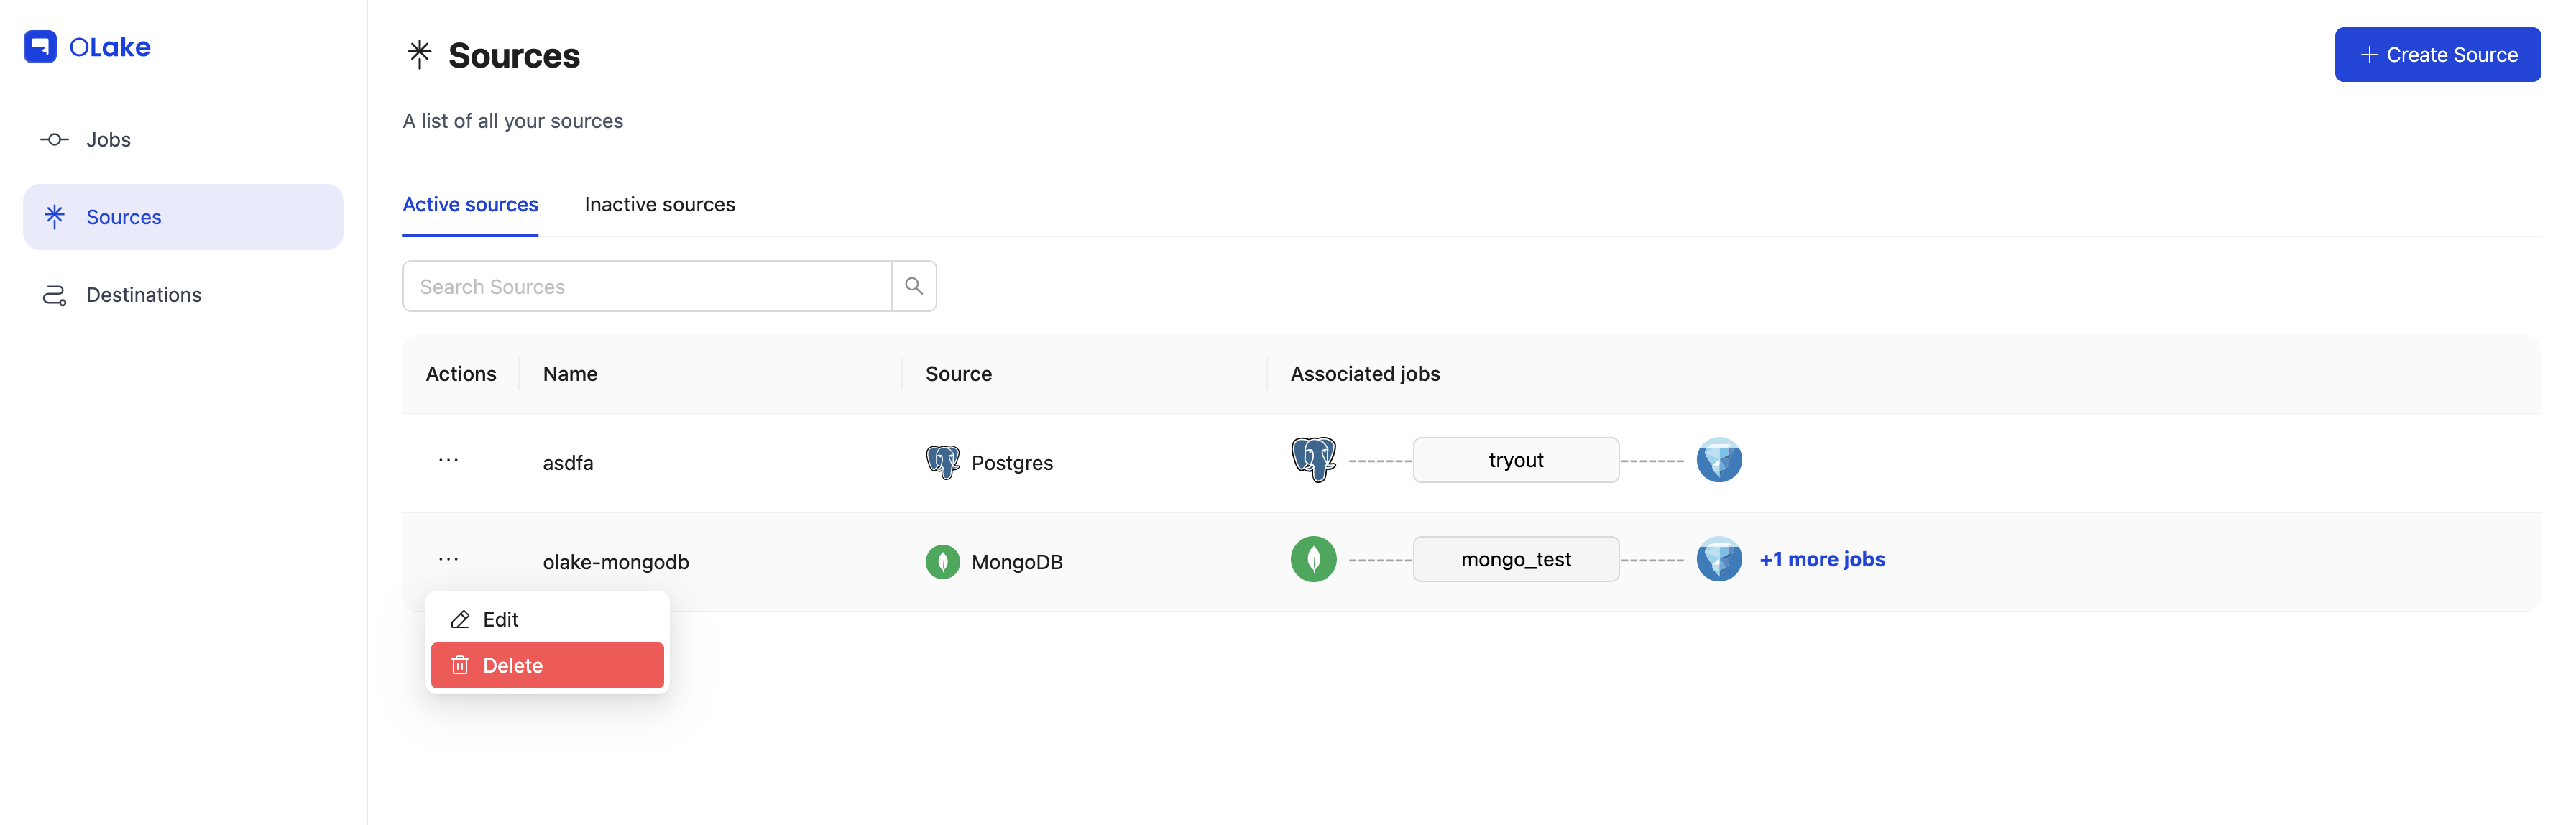 OLake
Jobs
Sources
Destinations
Sources
Create Source
A list of all your sources
Active sources
Inactive sources
Search Sources
Actions
Name
Source
Associated jobs
asdfa
Postgres
tryout
olake-mongodb
MongoDB
mongo_test
+1 more jobs
Edit
Delete